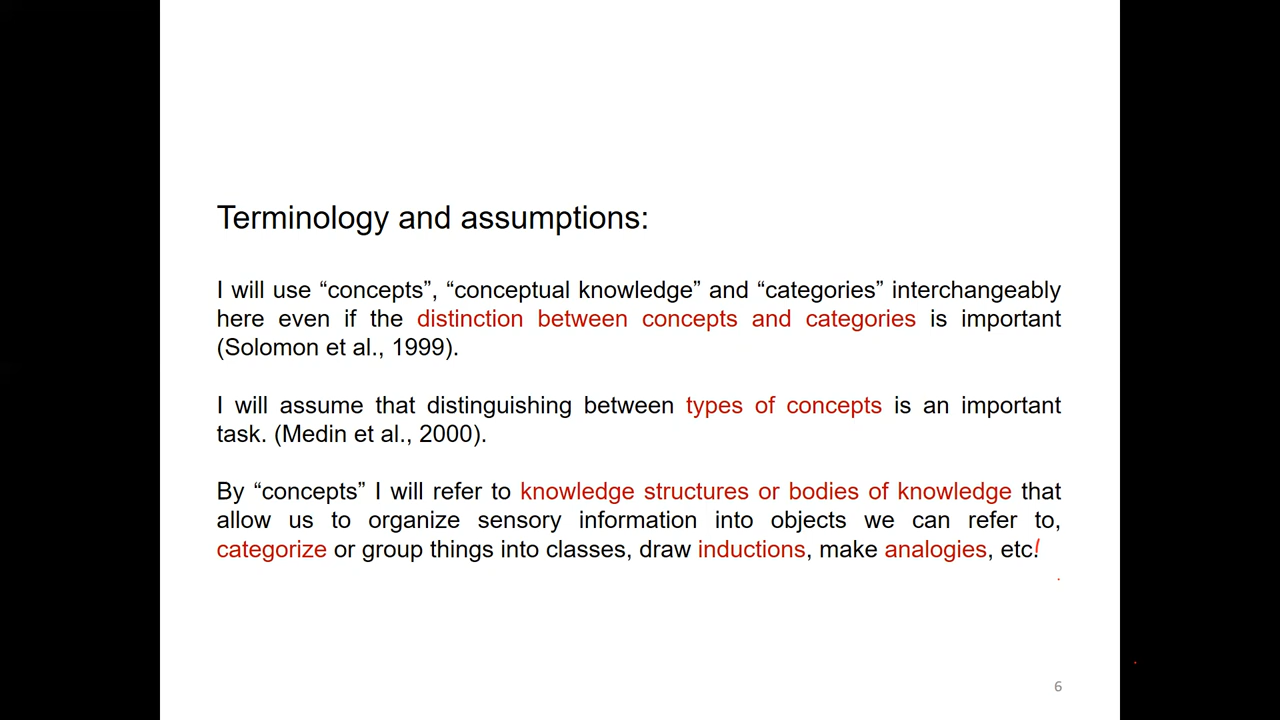 Terminology and assumptions:
I will use “concepts”, “conceptual knowledge” and “categories” interchangeably
here even if the distinction between concepts and categories is important
(Solomon et al., 1999).
I will assume that distinguishing between types of concepts is an important
task. (Medin et al., 2000).
By “concepts” I will refer to knowledge structures or bodies of knowledge that
allow us to organize sensory information into objects we can refer to,
categorize or group things into classes, draw inductions, make analogies, etc.
6